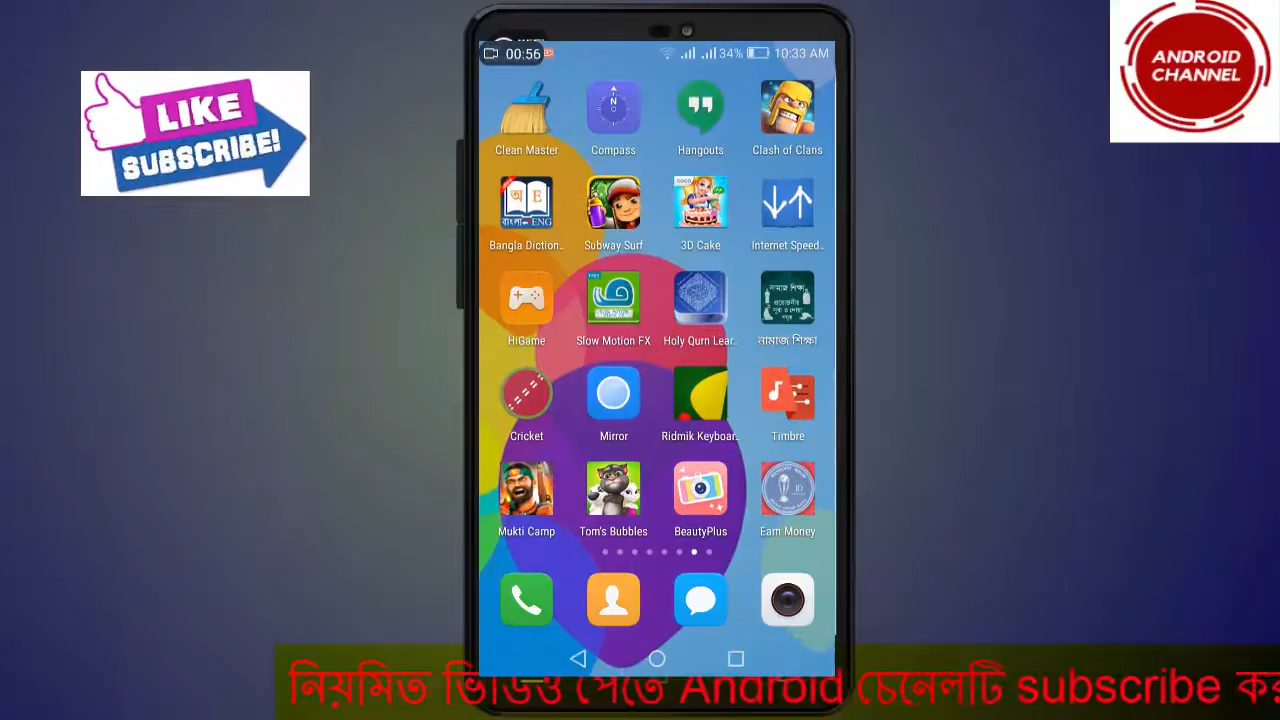 00:56
34%
10:33 AM
ANDROID
CHANNEL
LIKE
SUBSCRIBE!
N
Clean Master
Compass
Hangouts
Clash of Clans
অ E
বাংলা ENG
Bangla Diction..
Subway Surf
3D Cake
Internet Speed..
FREE
নামাজ শিক্ষা
HiGame
Slow Motion FX
Holy Qurn Lear..
নামাজ শিক্ষা
Cricket
Mirror
Ridmik Keyboar..
Timbre
Mukti Camp
Tom's Bubbles
BeautyPlus
Earn Money
নিয়মিত ভিডিও পেতে Android চেনেলটি subscribe